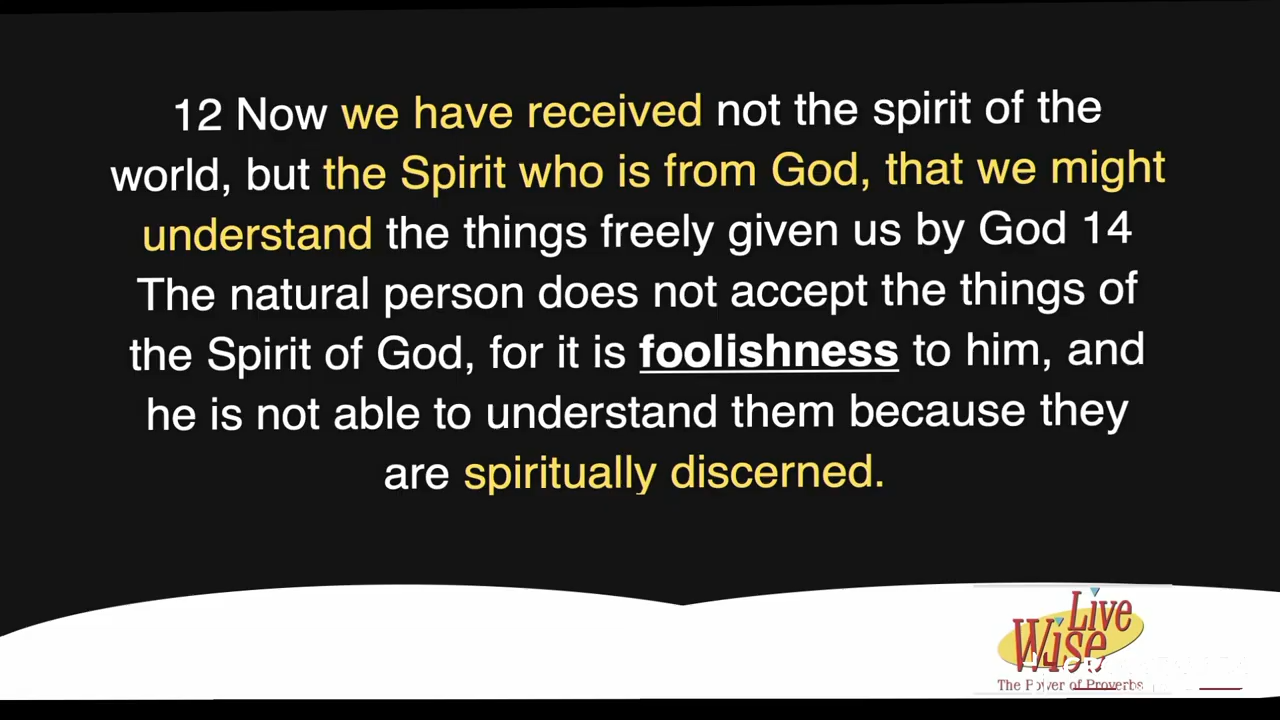 12 Now we have received not the spirit of the
world, but the Spirit who is from God, that we might
understand the things freely given us by God 14
The natural person does not accept the things of
the Spirit of God, for it is foolishness to him, and
he is not able to understand them because they
are spiritually discerned.
Live
Wise
The Power of Proverbs